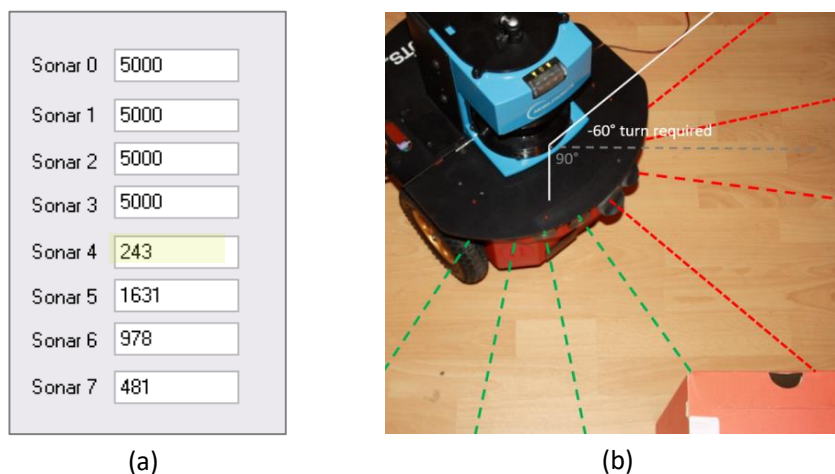 Sonar 0 5000
Sonar 1 5000
Sonar 2 5000
Sonar 3 5000
Sonar 4 243
Sonar 5 1631
Sonar 6 978
Sonar 7 481
-60° turn required
90°
(a)
(b)